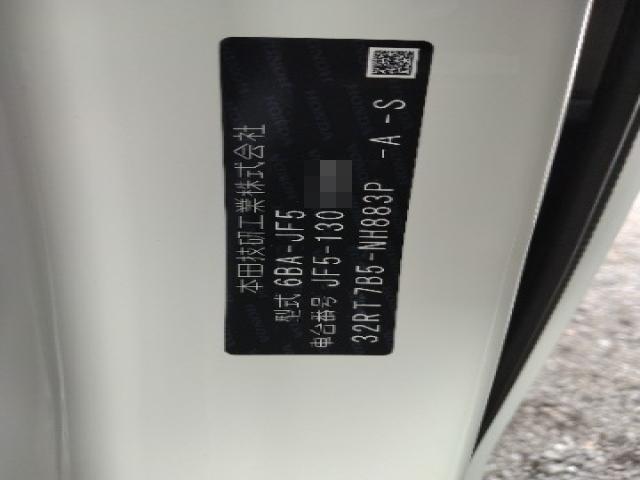 本田技研工業株式会社
型式 6BA-JF5
車台番号 JF5-130
32RT7B5-NH883P -A-S